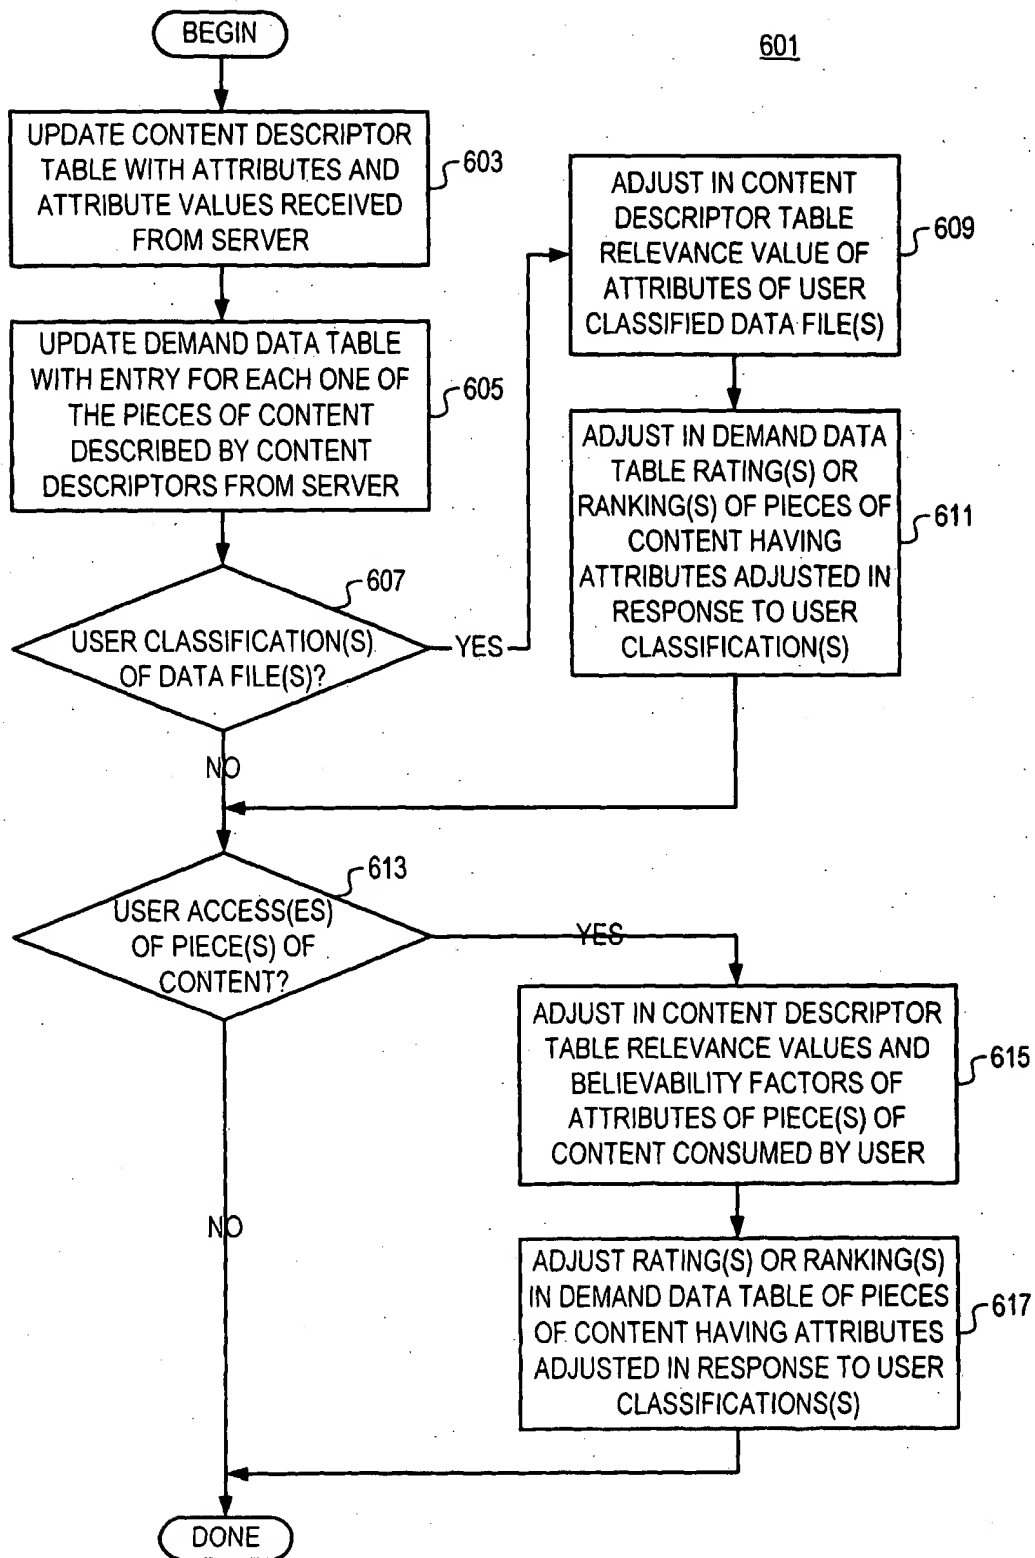 BEGIN
601
UPDATE CONTENT DESCRIPTOR
TABLE WITH ATTRIBUTES AND
ATTRIBUTE VALUES RECEIVED
FROM SERVER
603
UPDATE DEMAND DATA TABLE
WITH ENTRY FOR EACH ONE OF
THE PIECES OF CONTENT
DESCRIBED BY CONTENT
DESCRIPTORS FROM SERVER
605
607
USER CLASSIFICATION(S)
OF DATA FILE(S)?
YES
NO
ADJUST IN CONTENT
DESCRIPTOR TABLE
RELEVANCE VALUE OF
ATTRIBUTES OF USER
CLASSIFIED DATA FILE(S)
609
ADJUST IN DEMAND DATA
TABLE RATING(S) OR
RANKING(S) OF PIECES OF
CONTENT HAVING
ATTRIBUTES ADJUSTED IN
RESPONSE TO USER
CLASSIFICATION(S)
611
613
USER ACCESS(ES)
OF PIECE(S) OF
CONTENT?
YES
NO
ADJUST IN CONTENT DESCRIPTOR
TABLE RELEVANCE VALUES AND
BELIEVABILITY FACTORS OF
ATTRIBUTES OF PIECE(S) OF
CONTENT CONSUMED BY USER
615
ADJUST RATING(S) OR RANKING(S)
IN DEMAND DATA TABLE OF PIECES
OF CONTENT HAVING ATTRIBUTES
ADJUSTED IN RESPONSE TO USER
CLASSIFICATIONS(S)
617
DONE